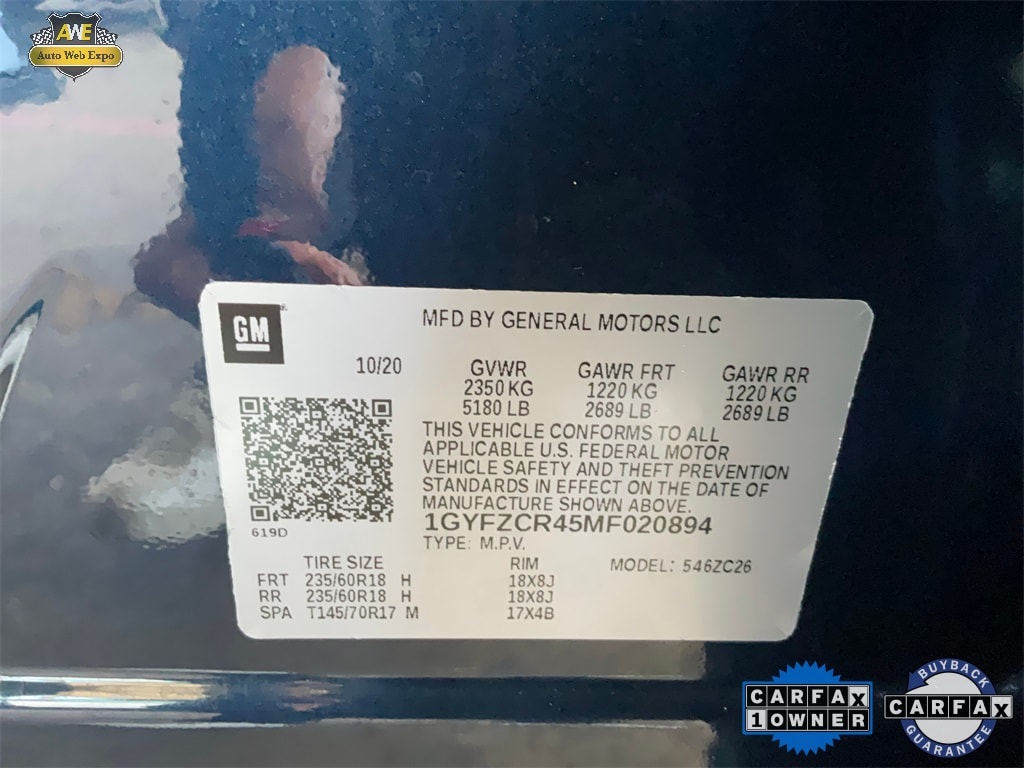 AWE
Auto Web Expo
GM
MFD BY GENERAL MOTORS LLC
10/20
GVWR GAWR FRT GAWR RR
2350 KG 1220 KG 1220 KG
5180 LB 2689 LB 2689 LB
THIS VEHICLE CONFORMS TO ALL
APPLICABLE U.S. FEDERAL MOTOR
VEHICLE SAFETY AND THEFT PREVENTION
STANDARDS IN EFFECT ON THE DATE OF
MANUFACTURE SHOWN ABOVE.
1GYFZCR45MF020894
619D
TYPE: M.P.V.
TIRE SIZE RIM MODEL: 546ZC26
FRT 235/60R18 H 18X8J
RR 235/60R18 H 18X8J
SPA T145/70R17 M 17X4B
CARFAX
1 OWNER
BUYBACK
CARFAX
GUARANTEE